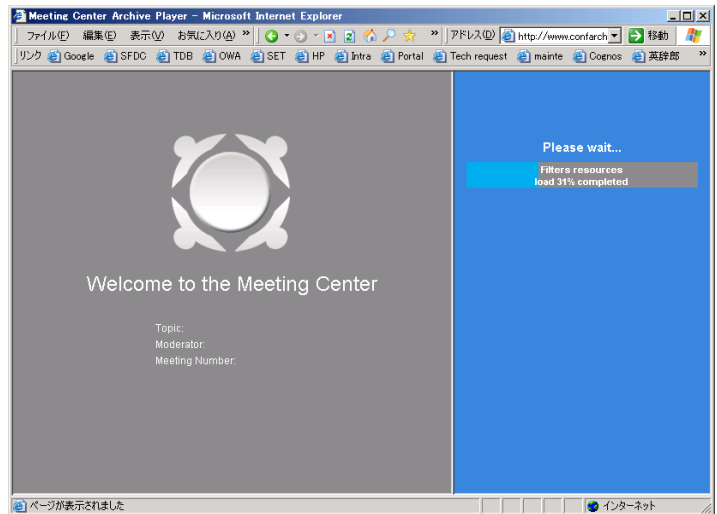 Meeting Center Archive Player - Microsoft Internet Explorer
ファイル(F) 編集(E) 表示(V) お気に入り(A) » アドレス(D) http://www.confarch 移動
リンク Google SFDC TDB OWA SET HP Intra Portal Tech request mainte Cognos 英辞郎 »
Please wait...
Filters resources
load 31% completed
Welcome to the Meeting Center
Topic:
Moderator:
Meeting Number:
ページが表示されました インターネット